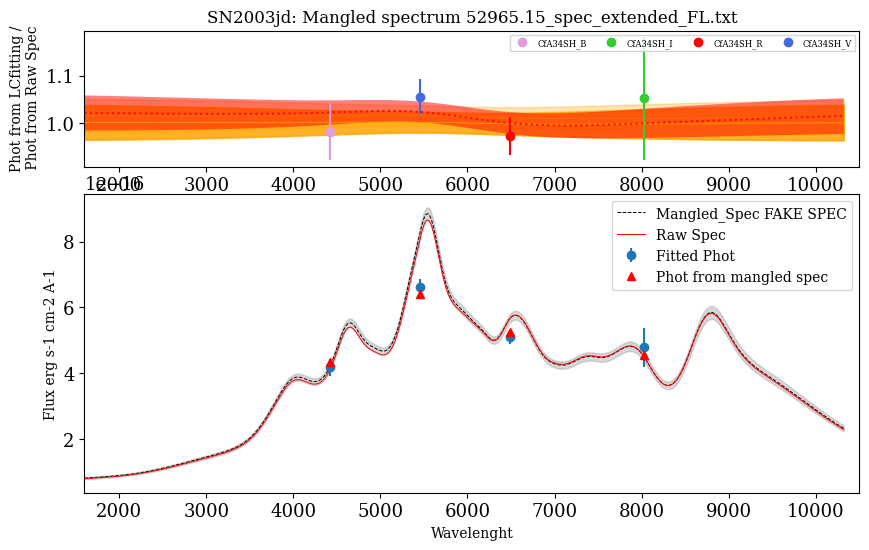 SN2003jd: Mangled spectrum 52965.15_spec_extended_FL.txt
Phot from LCfitting /
Phot from Raw Spec
CfA34SH_B CfA34SH_I CfA34SH_R CfA34SH_V
1.1
1.0
2000 3000 4000 5000 6000 7000 8000 9000 10000
1e−16
Mangled_Spec FAKE SPEC
Raw Spec
Fitted Phot
Phot from mangled spec
Flux erg s-1 cm-2 A-1
8
6
4
2
2000 3000 4000 5000 6000 7000 8000 9000 10000
Wavelenght